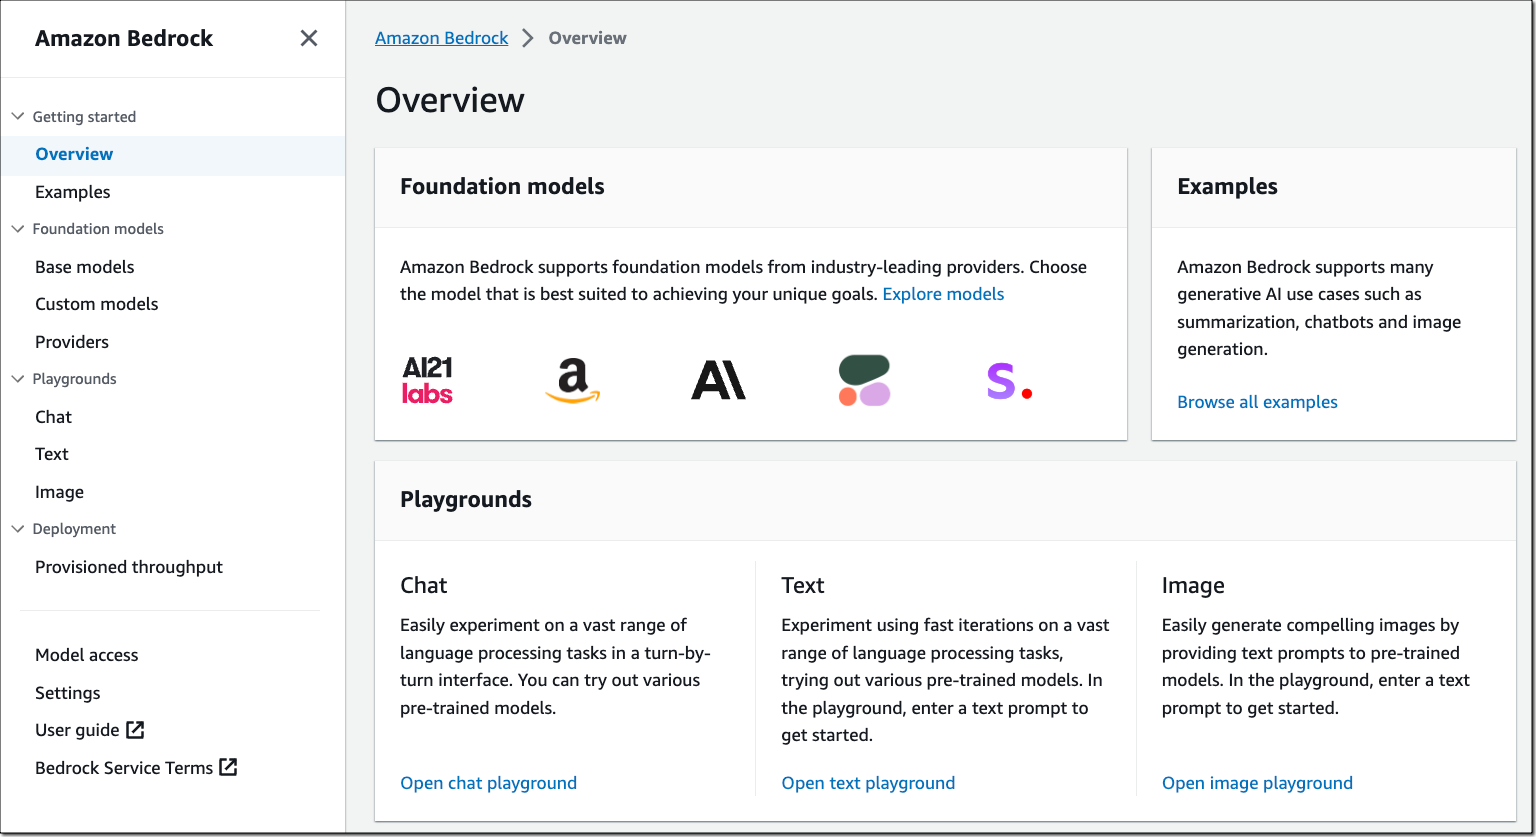 Amazon Bedrock
Getting started
Overview
Examples
Foundation models
Base models
Custom models
Providers
Playgrounds
Chat
Text
Image
Deployment
Provisioned throughput
Model access
Settings
User guide
Bedrock Service Terms
Amazon Bedrock > Overview
Overview
Foundation models
Amazon Bedrock supports foundation models from industry-leading providers. Choose
the model that is best suited to achieving your unique goals. Explore models
AI21
labs
a
A\
S.
Examples
Amazon Bedrock supports many
generative AI use cases such as
summarization, chatbots and image
generation.
Browse all examples
Playgrounds
Chat
Easily experiment on a vast range of
language processing tasks in a turn-by-
turn interface. You can try out various
pre-trained models.
Open chat playground
Text
Experiment using fast iterations on a vast
range of language processing tasks,
trying out various pre-trained models. In
the playground, enter a text prompt to
get started.
Open text playground
Image
Easily generate compelling images by
providing text prompts to pre-trained
models. In the playground, enter a text
prompt to get started.
Open image playground